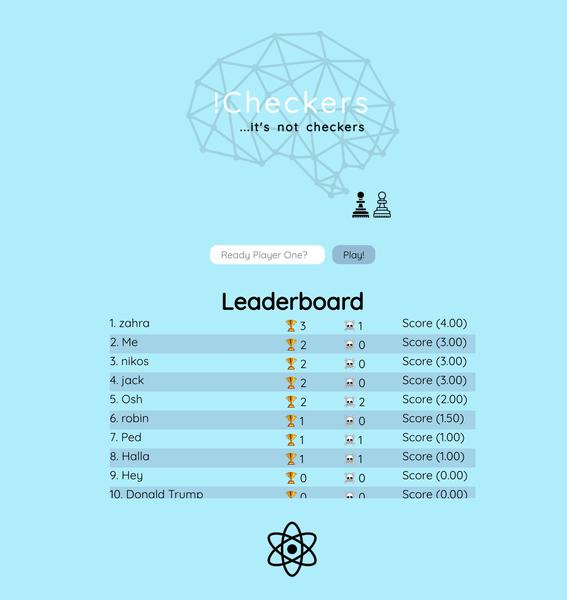 !Checkers
...it's not checkers
Ready Player One? Play!
Leaderboard
1. zahra 3 1 Score (4.00)
2. Me 2 0 Score (3.00)
3. nikos 2 0 Score (3.00)
4. jack 2 0 Score (3.00)
5. Osh 2 2 Score (2.00)
6. robin 1 0 Score (1.50)
7. Ped 1 1 Score (1.00)
8. Halla 1 1 Score (1.00)
9. Hey 0 0 Score (0.00)
10. Donald Trump 0 0 Score (0.00)